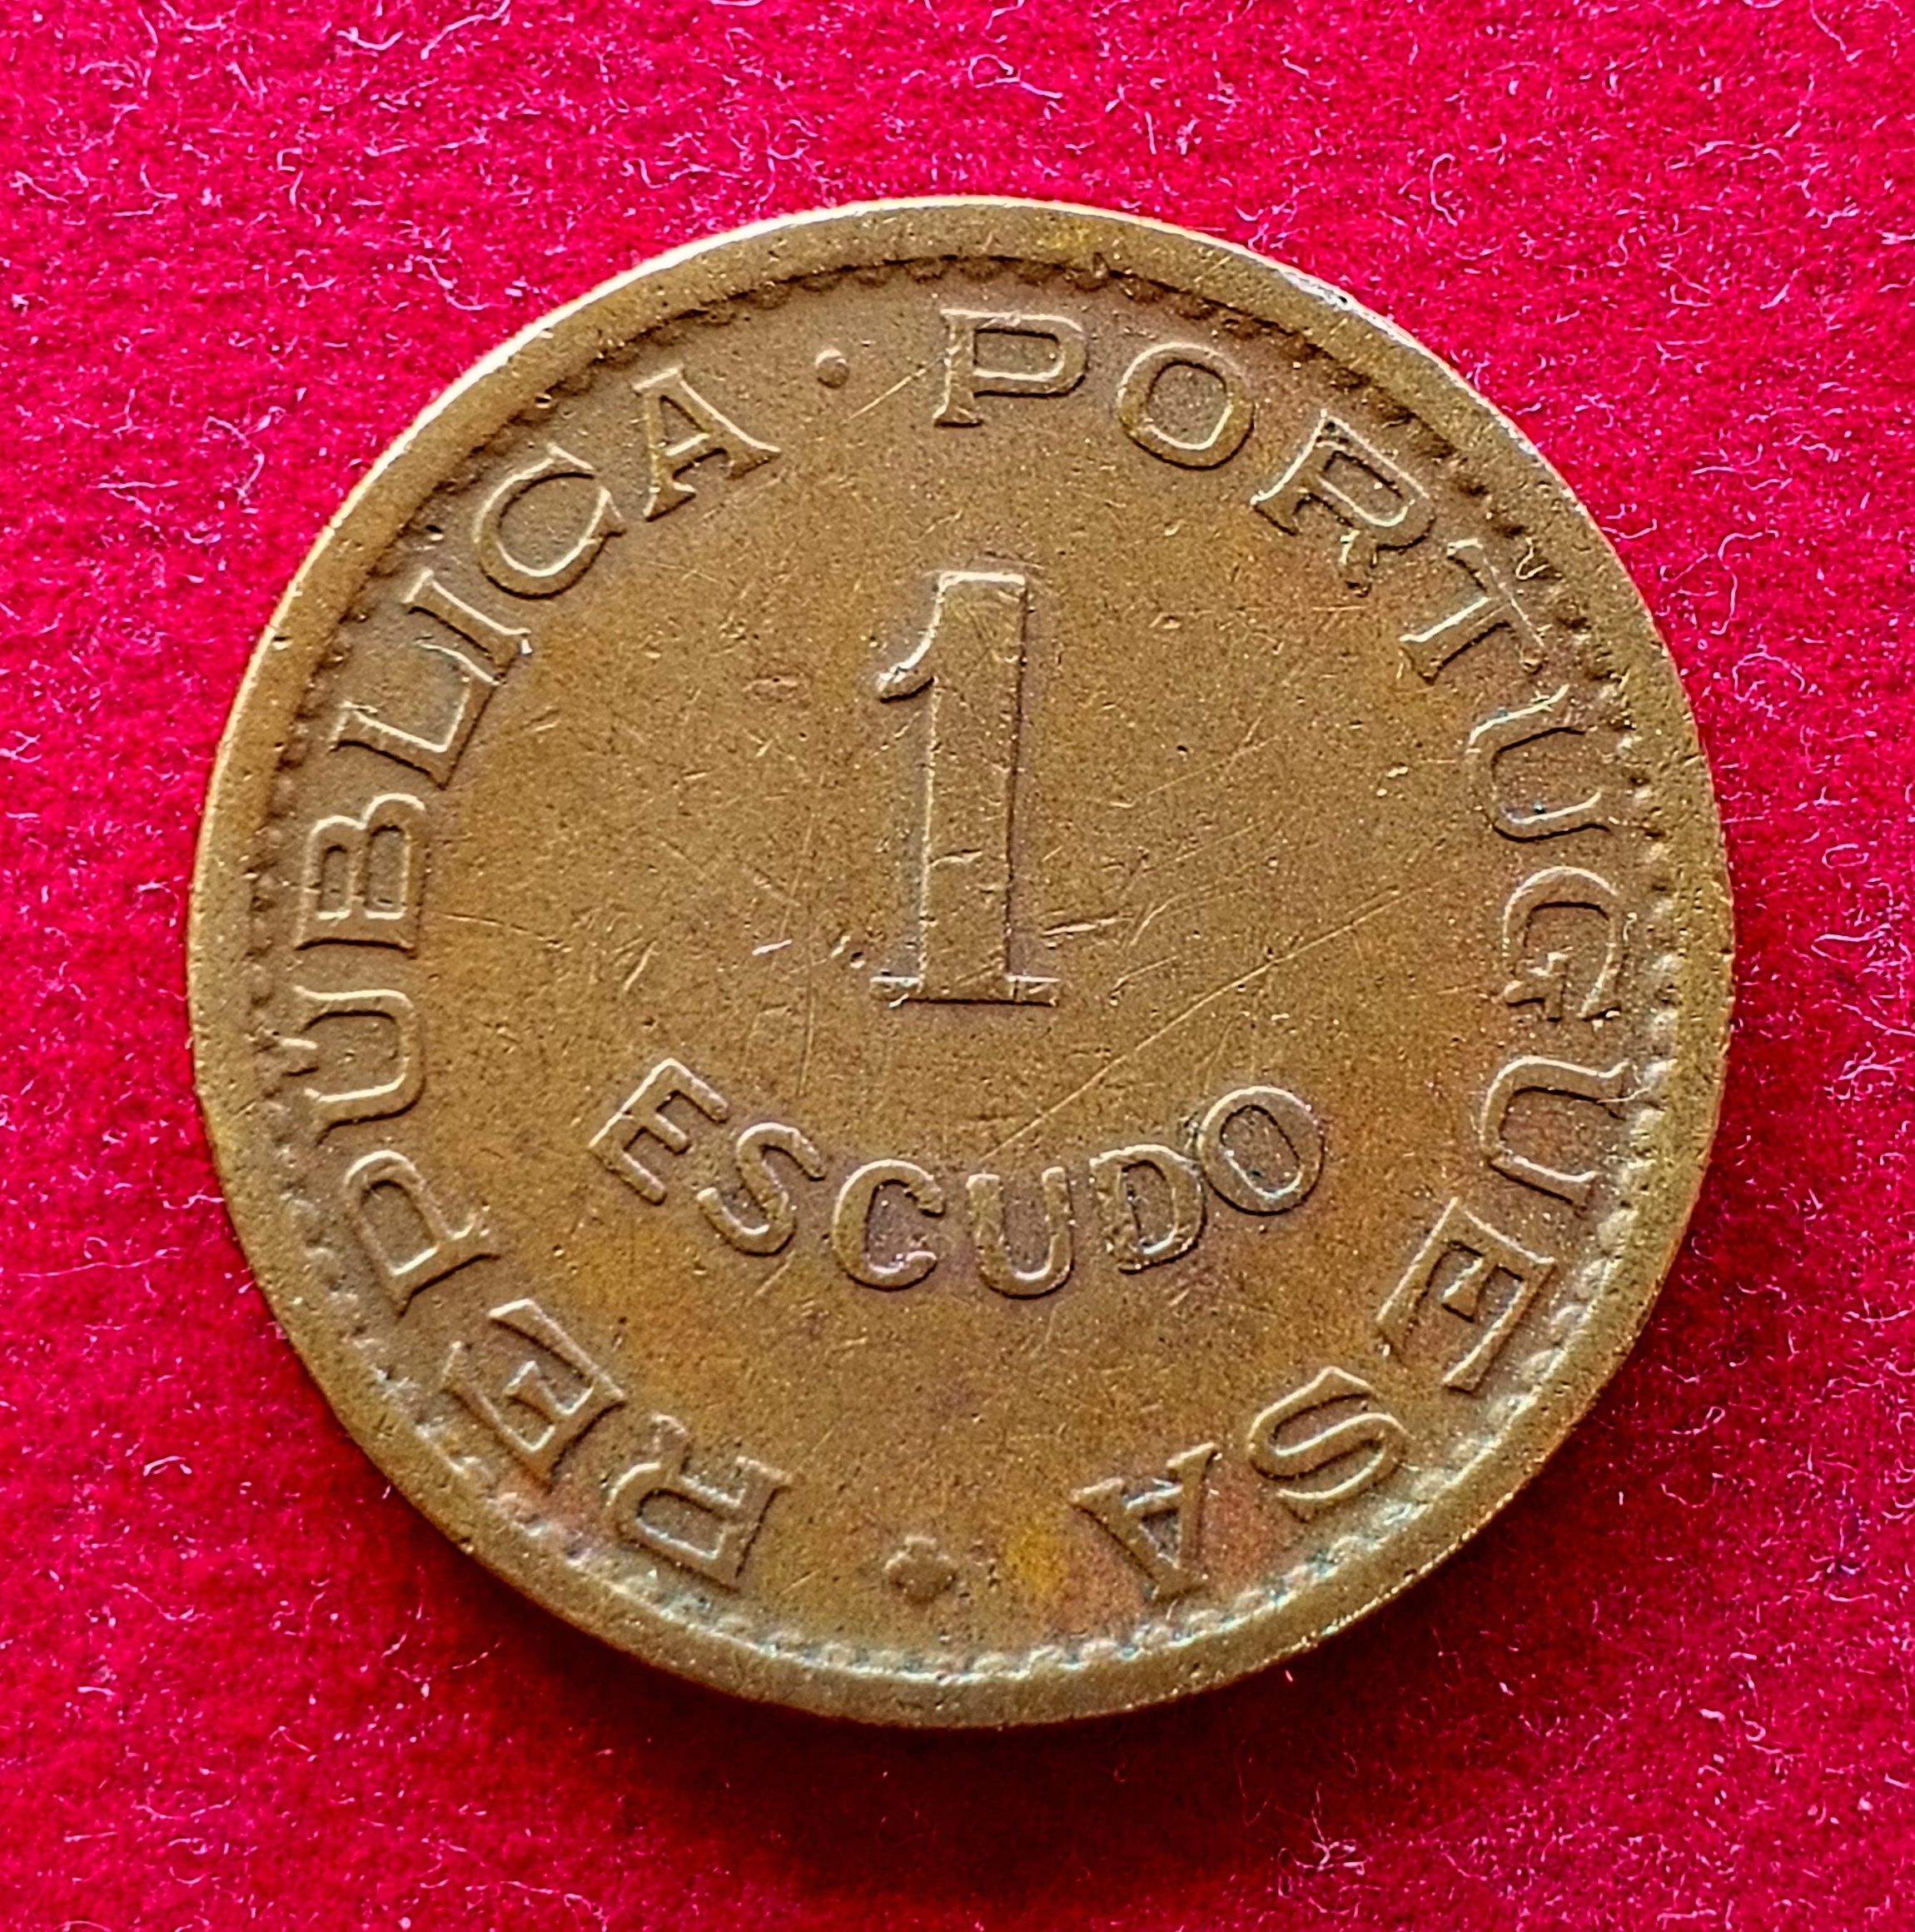 REPÚBLICA · PORTUGUESA
1
ESCUDO